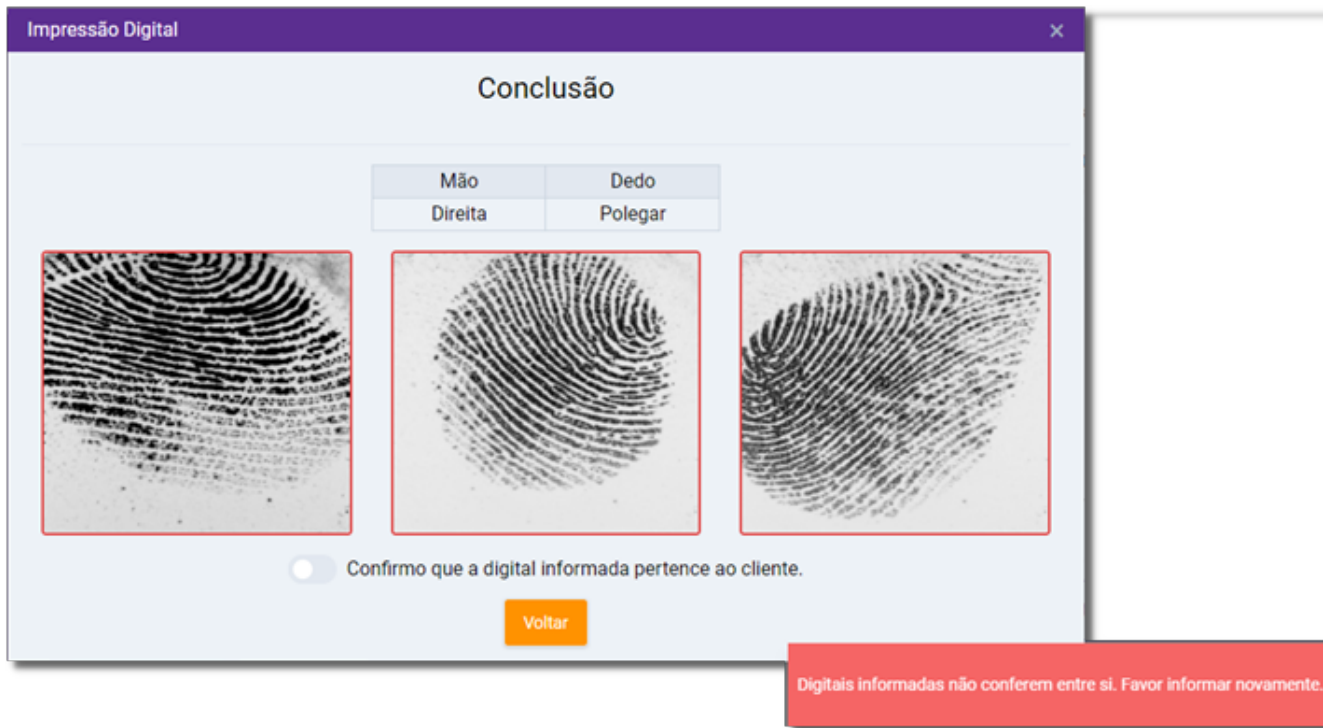 Impressão Digital ×
Conclusão
Mão Dedo
Direita Polegar
Confirmo que a digital informada pertence ao cliente.
Voltar
Digitais informadas não conferem entre si. Favor informar novamente.